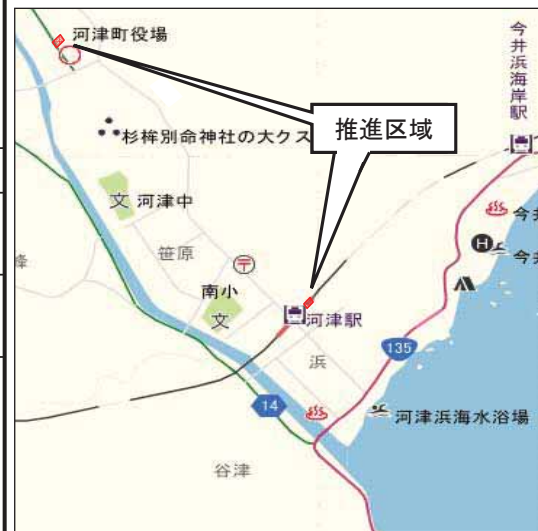 河津町役場
今井浜海岸駅
推進区域
杉桙別命神社の大クス
文 河津中
今井
峰
笹原
H
今井
〒
南小
文
河津駅
135
浜
14
河津浜海水浴場
谷津